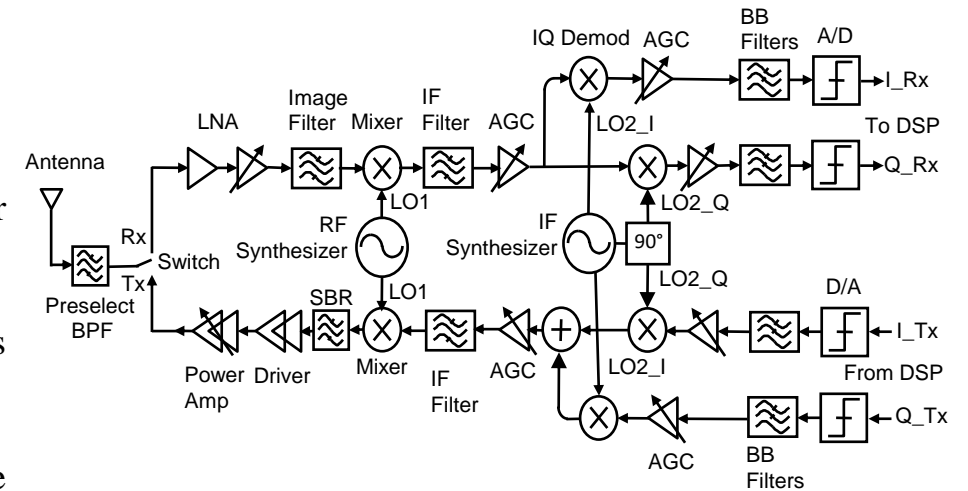 BB
Filters
A/D
IQ Demod
AGC
I_Rx
Image
Filter
Mixer
IF
Filter
AGC
LNA
LO2_I
To DSP
Q_Rx
Antenna
LO1
LO2_Q
r
RF
Synthesizer
IF
Synthesizer
90°
Rx
Switch
Tx
LO2_Q
LO1
D/A
Preselect
BPF
SBR
I_Tx
s
Power
Amp
Driver
Mixer
IF
Filter
AGC
LO2_I
From DSP
Q_Tx
AGC
BB
Filters
e